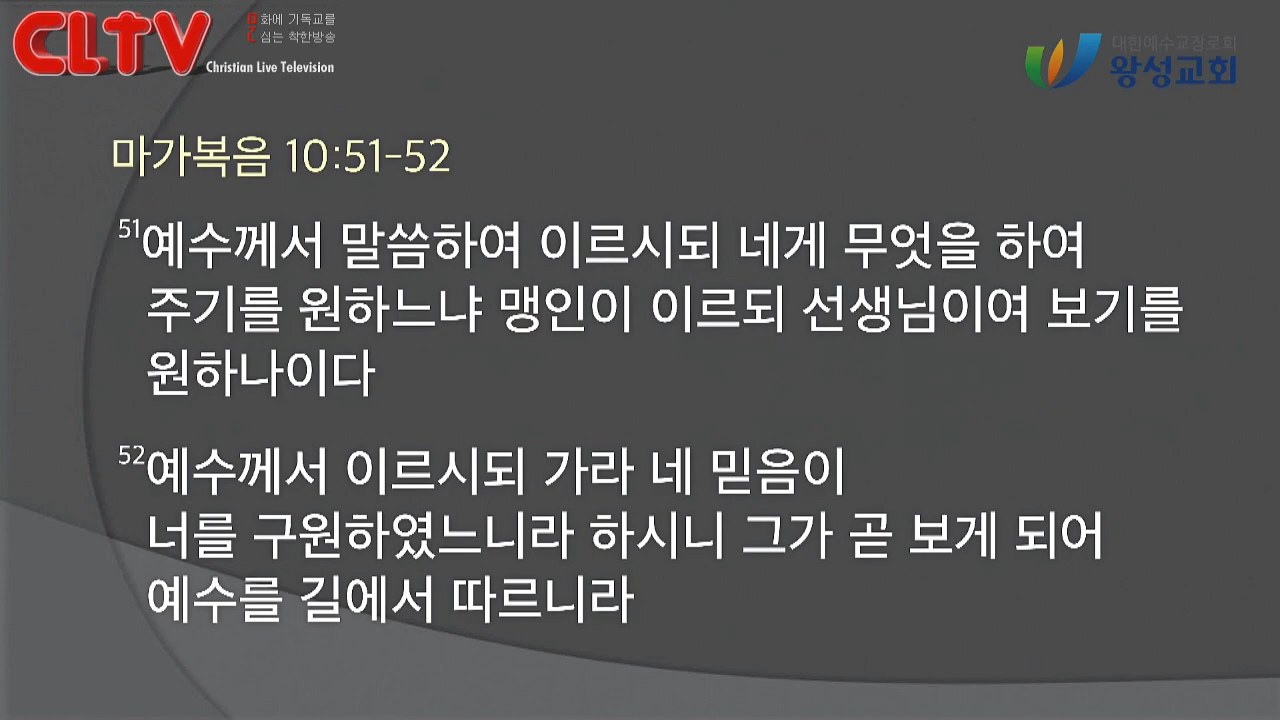 CLTV
문화에 기독교를
심는 착한방송
Christian Live Television
대한예수교장로회
왕성교회
마가복음 10:51-52
51예수께서 말씀하여 이르시되 네게 무엇을 하여
주기를 원하느냐 맹인이 이르되 선생님이여 보기를
원하나이다
52예수께서 이르시되 가라 네 믿음이
너를 구원하였느니라 하시니 그가 곧 보게 되어
예수를 길에서 따르니라